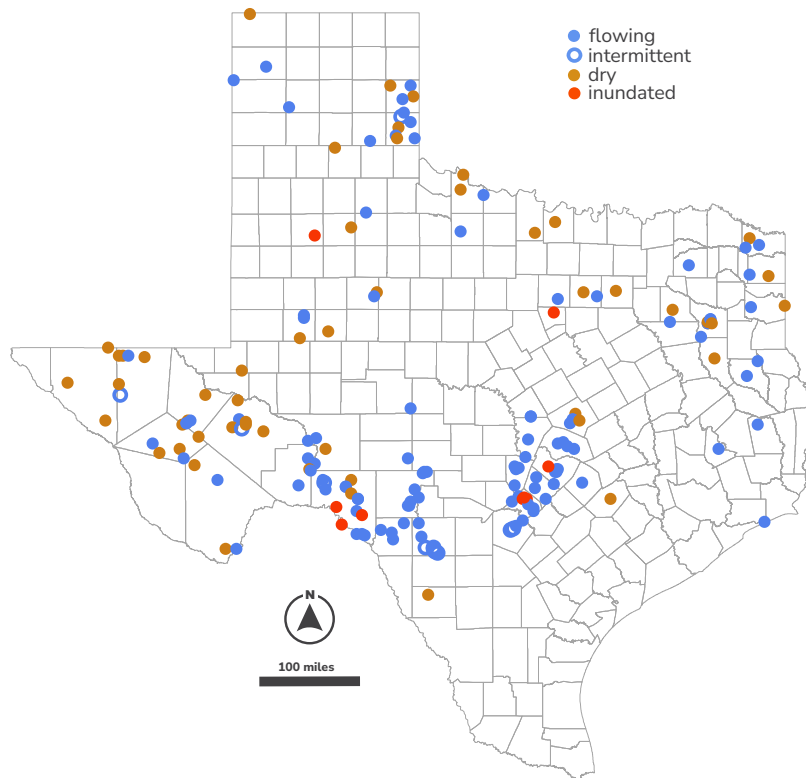 flowing
intermittent
dry
inundated
N
100 miles